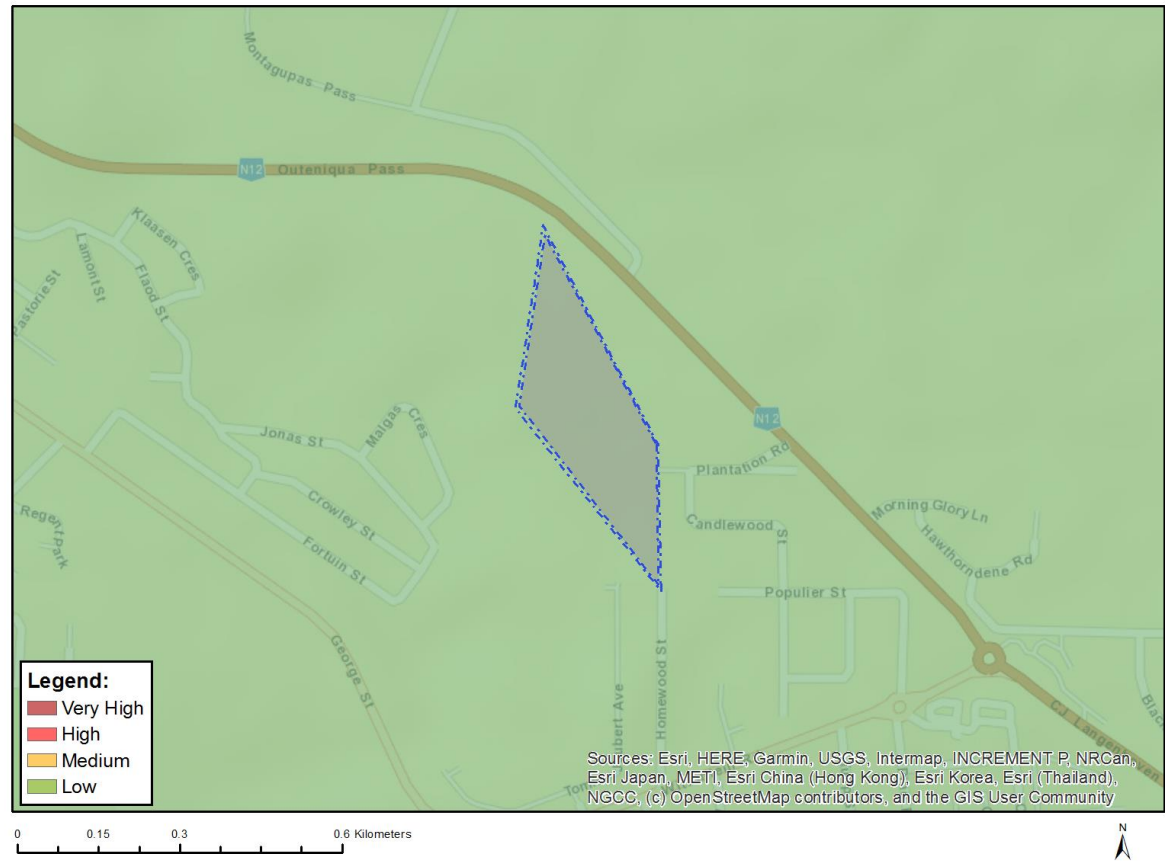 Montagupas Pass
N12
Outeniqua Pass
Klaasen Cres
Lamont St
Flaod St
Pastorie St
Malgas Cres
Jonas St
N12
Plantation Rd
Crowley St
Candlewood St
Morning Glory Ln
Regent Park
Hawthorndene Rd
Fortuin St
Populier St
George St
Homewood St
CJ Langen
Legend:
Very High
High
Medium
Low
Sources: Esri, HERE, Garmin, USGS, Intermap, INCREMENT P, NRCan,
Esri Japan, METI, Esri China (Hong Kong), Esri Korea, Esri (Thailand),
NGCC, (c) OpenStreetMap contributors, and the GIS User Community
0 0.15 0.3 0.6 Kilometers
N